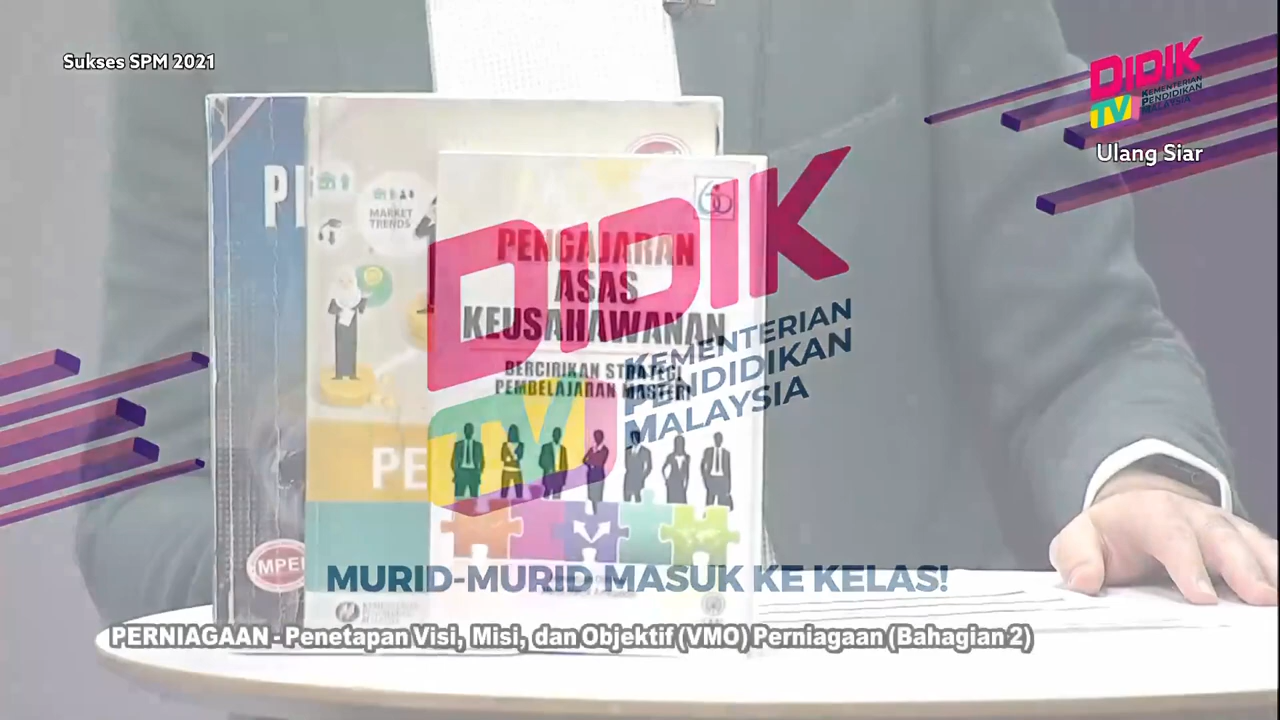 Sukses SPM 2021
DIDIK
TV
KEMENTERIAN
PENDIDIKAN
MALAYSIA
Ulang Siar
MARKET
TRENDS
PENGAJARAN
ASAS
KEUSAHAWANAN
BERCIRIKAN STRATEGI
PEMBELAJARAN MASTERI
DIDIK
TV
KEMENTERIAN
PENDIDIKAN
MALAYSIA
PE
MURID-MURID MASUK KE KELAS!
PERNIAGAAN - Penetapan Visi, Misi, dan Objektif (VMO) Perniagaan (Bahagian 2)